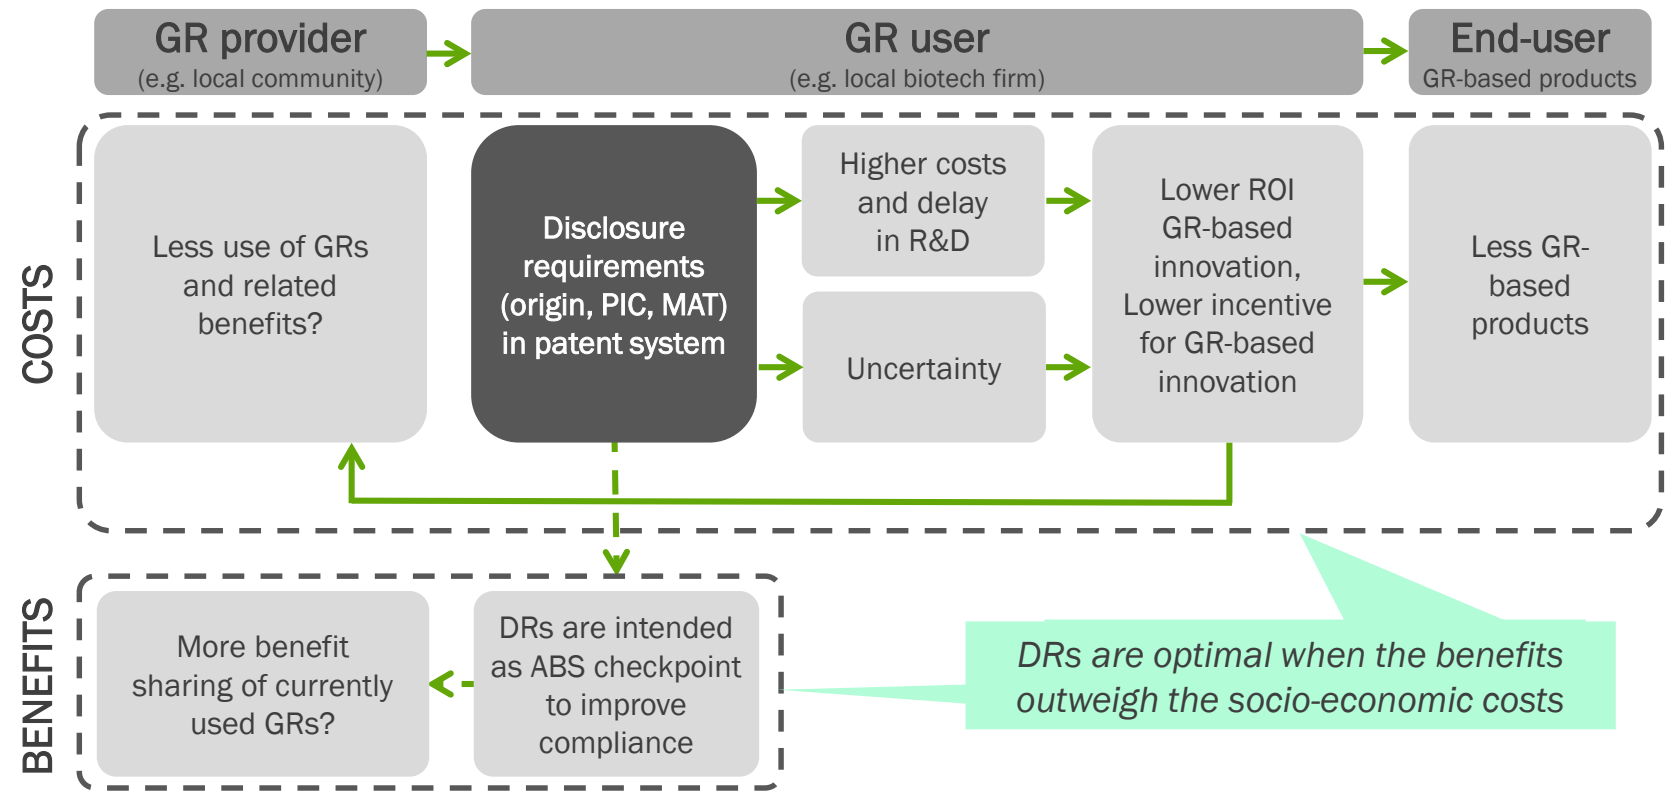 GR provider
(e.g. local community)
GR user
(e.g. local biotech firm)
End-user
GR-based products
COSTS
Less use of GRs
and related
benefits?
Disclosure
requirements
(origin, PIC, MAT)
in patent system
Higher costs
and delay
in R&D
Uncertainty
Lower ROI
GR-based
innovation,
Lower incentive
for GR-based
innovation
Less GR-
based
products
BENEFITS
More benefit
sharing of currently
used GRs?
DRs are intended
as ABS checkpoint
to improve
compliance
DRs are optimal when the benefits
outweigh the socio-economic costs